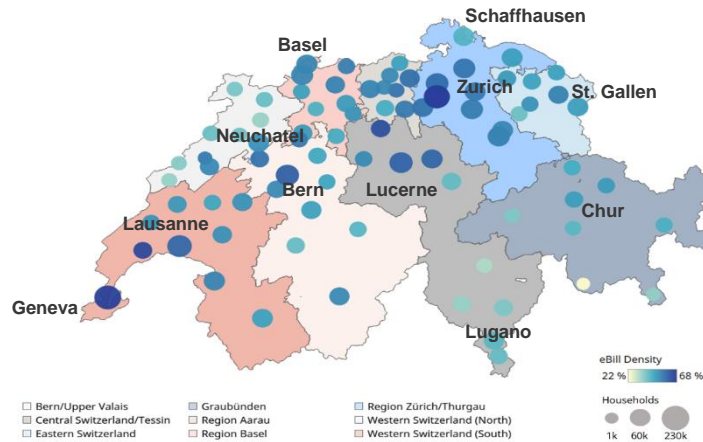 Schaffhausen
Basel
Zurich
St. Gallen
Neuchatel
Bern
Lucerne
Chur
Lausanne
Geneva
Lugano
eBill Density
22 % 68 %
Households
1k 60k 230k
Bern/Upper Valais Graubünden Region Zürich/Thurgau
Central Switzerland/Tessin Region Aarau Western Switzerland (North)
Eastern Switzerland Region Basel Western Switzerland (South)